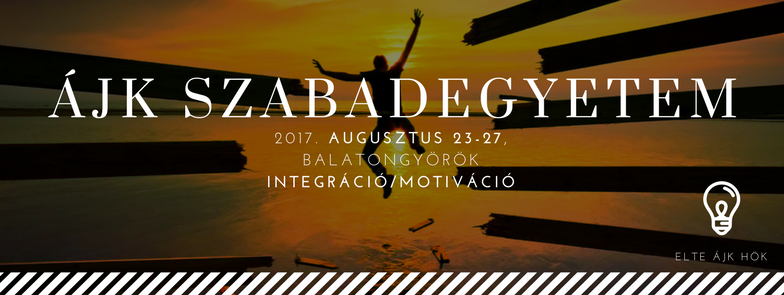 ÁJK SZABADEGYETEM
2017. AUGUSZTUS 23-27,
BALATONGYÖRÖK
INTEGRÁCIÓ/MOTIVÁCIÓ
ELTE ÁJK HÖK